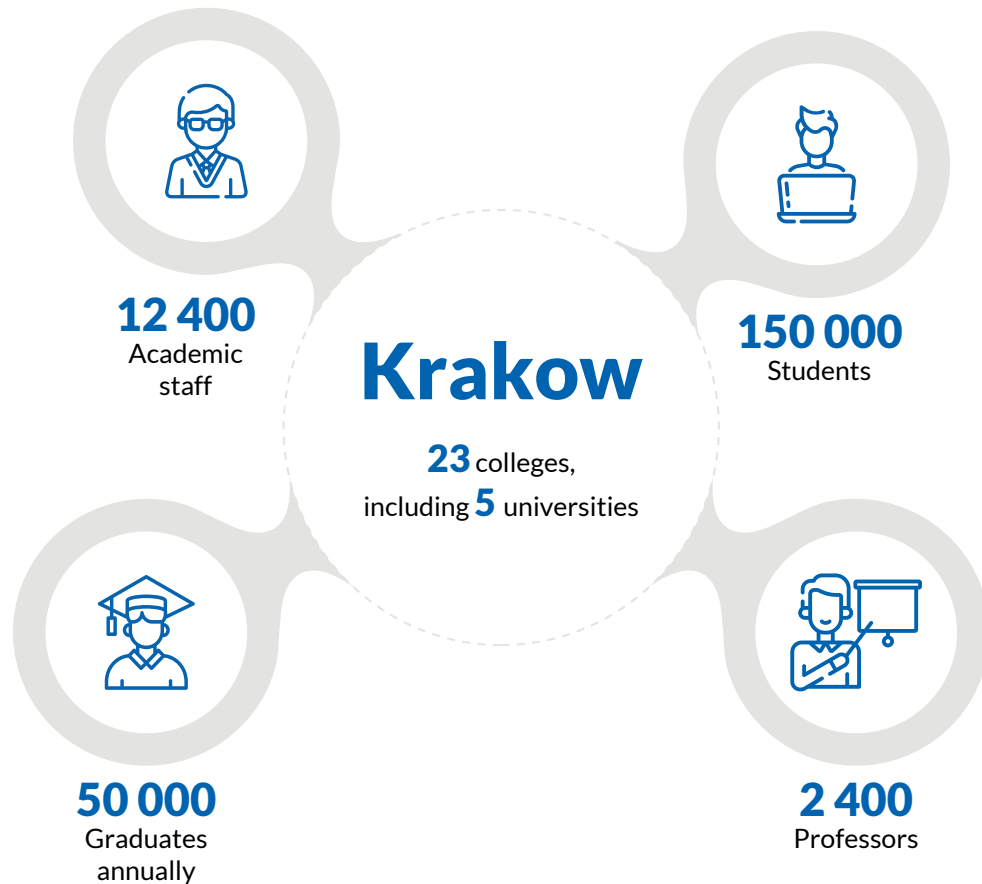 12 400
Academic
staff
150 000
Students
Krakow
23 colleges,
including 5 universities
50 000
Graduates
annually
2 400
Professors